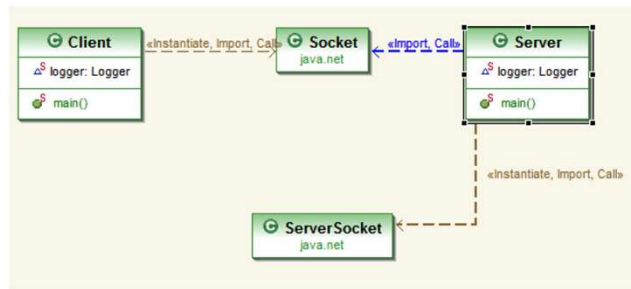 Client
logger: Logger
main()
«Instantiate, Import, Call»
Socket
java.net
«Import, Call»
Server
logger: Logger
main()
«Instantiate, Import, Call»
ServerSocket
java.net